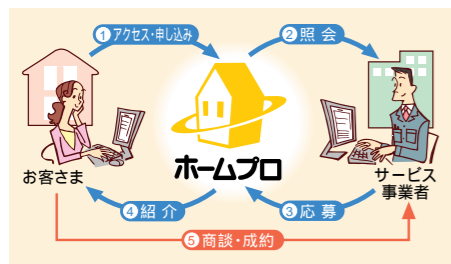 ①アクセス・申し込み
②照会
ホームプロ
お客さま
サービス
事業者
④紹介
③応募
⑤商談・成約